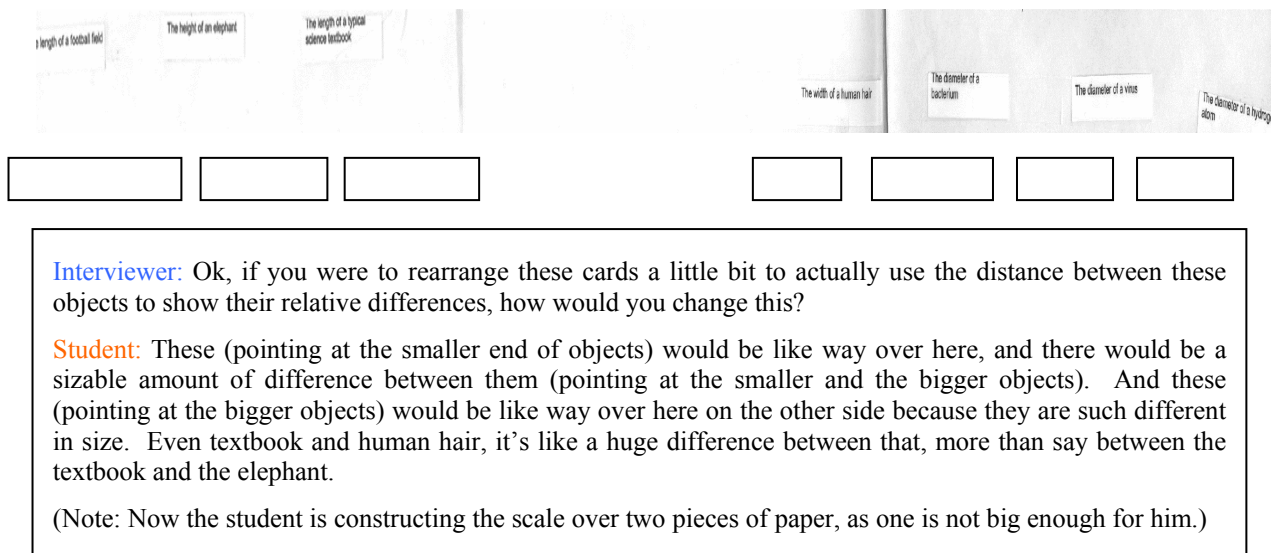 length of a football field
The height of an elephant
The length of a typical
science textbook
The width of a human hair
The diameter of a
bacterium
The diameter of a virus
The diameter of a
atom
Interviewer: Ok, if you were to rearrange these cards a little bit to actually use the distance between these
objects to show their relative differences, how would you change this?
Student: These (pointing at the smaller end of objects) would be like way over here, and there would be a
sizable amount of difference between them (pointing at the smaller and the bigger objects). And these
(pointing at the bigger objects) would be like way over here on the other side because they are such different
in size. Even textbook and human hair, it's like a huge difference between that, more than say between the
textbook and the elephant.
(Note: Now the student is constructing the scale over two pieces of paper, as one is not big enough for him.)